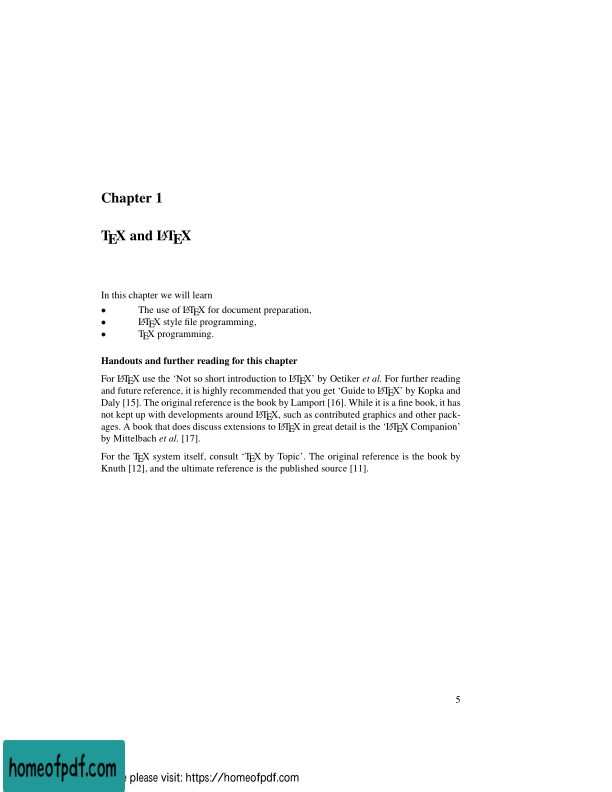 Chapter 1
TEX and LATEX
In this chapter we will learn
• The use of LATEX for document preparation,
• LATEX style file programming,
• TEX programming.
Handouts and further reading for this chapter
For LATEX use the ‘Not so short introduction to LATEX’ by Oetiker et al. For further reading
and future reference, it is highly recommended that you get ‘Guide to LATEX’ by Kopka and
Daly [15]. The original reference is the book by Lamport [16]. While it is a fine book, it has
not kept up with developments around LATEX, such as contributed graphics and other pack-
ages. A book that does discuss extensions to LATEX in great detail is the ‘LATEX Companion’
by Mittelbach et al. [17].
For the TEX system itself, consult ‘TEX by Topic’. The original reference is the book by
Knuth [12], and the ultimate reference is the published source [11].
5
homeofpdf.com
please visit: https://homeofpdf.com